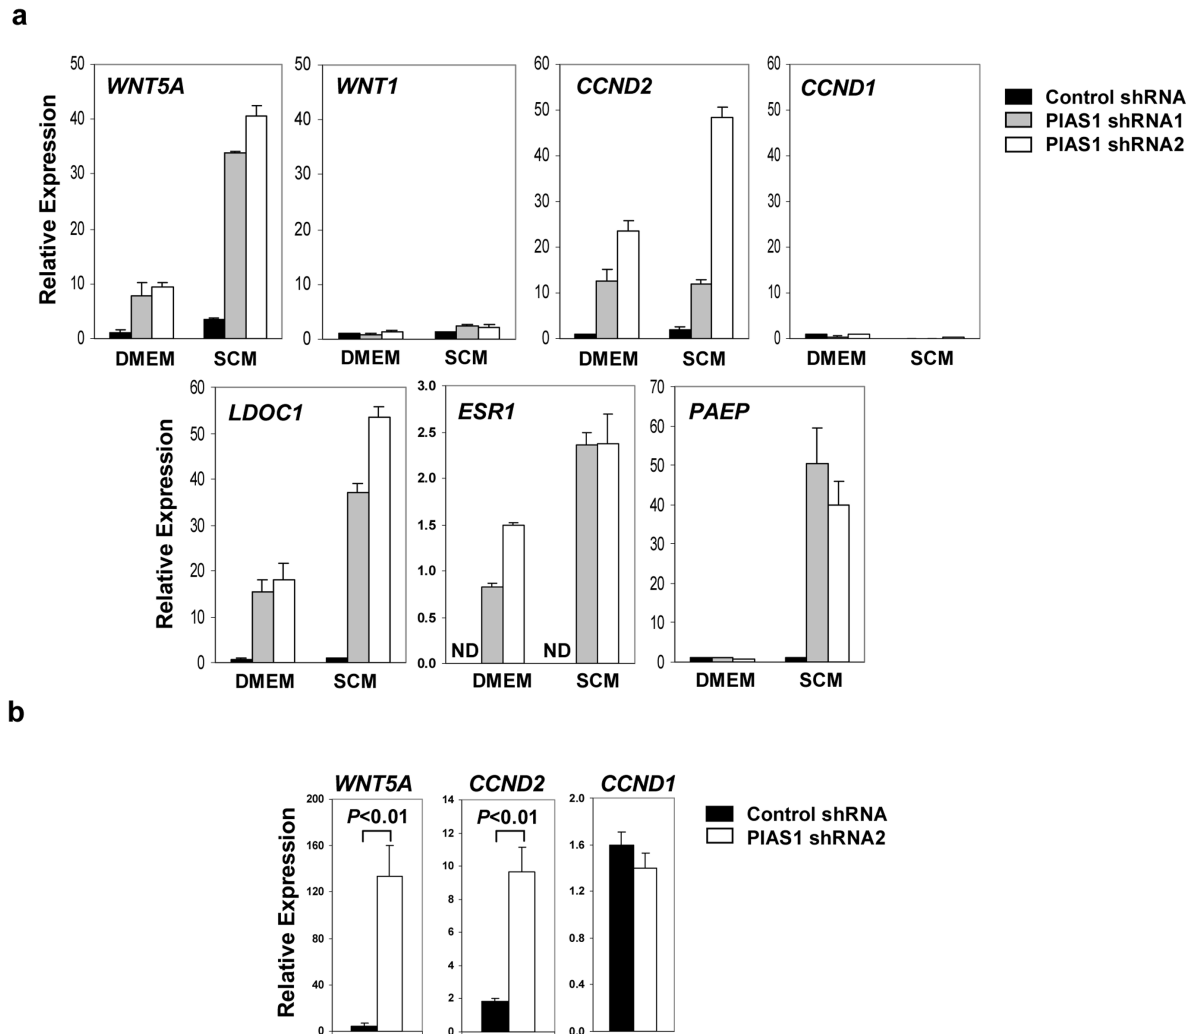 a
WNT5A
WNT1
CCND2
CCND1
Control shRNA
PIAS1 shRNA1
PIAS1 shRNA2
Relative Expression
50
40
30
20
10
0
50
40
30
20
10
0
60
50
40
30
20
10
0
60
50
40
30
20
10
0
DMEM SCM
DMEM SCM
DMEM SCM
DMEM SCM
LDOC1
ESR1
PAEP
Relative Expression
60
50
40
30
20
10
0
3.0
2.5
2.0
1.5
1.0
0.5
0.0
ND ND
70
60
50
40
30
20
10
0
DMEM SCM
DMEM SCM
DMEM SCM
b
WNT5A
CCND2
CCND1
Control shRNA
PIAS1 shRNA2
Relative Expression
200
160
120
80
40
0
P<0.01
14
12
10
8
6
4
2
0
P<0.01
2.0
1.6
1.2
0.8
0.4
0.0